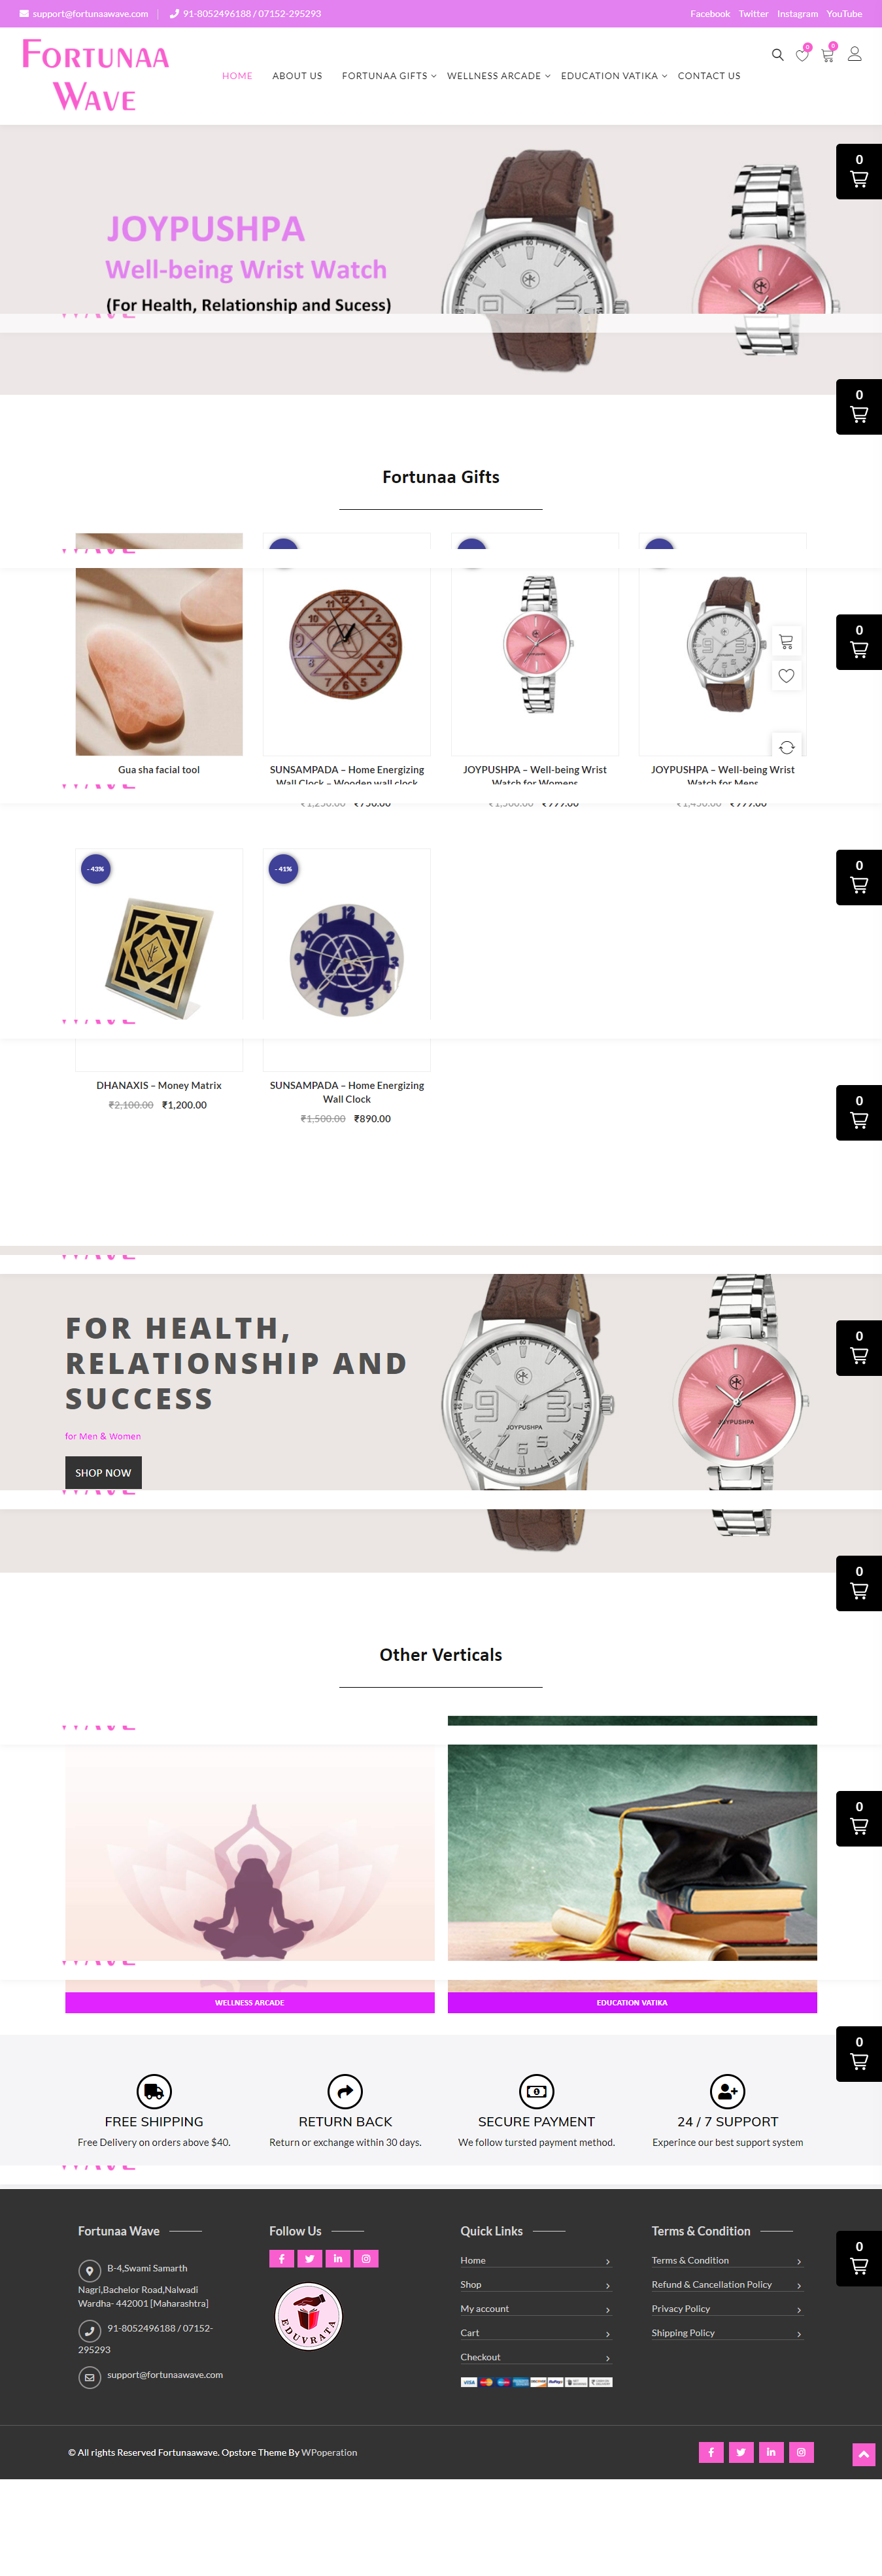 support@fortunaawave.com 91-8052496188 / 07152-295293 Facebook Twitter Instagram YouTube
FORTUNAA
WAVE
HOME ABOUT US FORTUNAA GIFTS WELLNESS ARCADE EDUCATION VATIKA CONTACT US
0 0
0
JOYPUSHPA
Well-being Wrist Watch
(For Health, Relationship and Sucess)
0
Fortunaa Gifts
0
Gua sha facial tool
SUNSAMPADA – Home Energizing
Wall Clock – Wooden wall clock
₹1,250.00 ₹750.00
JOYPUSHPA – Well-being Wrist
Watch for Womens
₹1,500.00 ₹999.00
JOYPUSHPA – Well-being Wrist
Watch for Mens
₹1,450.00 ₹999.00
0
- 43%
- 41%
DHANAXIS – Money Matrix
₹2,100.00 ₹1,200.00
SUNSAMPADA – Home Energizing
Wall Clock
₹1,500.00 ₹890.00
0
FOR HEALTH,
RELATIONSHIP AND
SUCCESS
for Men & Women
SHOP NOW
JOYPUSHPA
JOYPUSHPA
0
0
Other Verticals
0
WELLNESS ARCADE
EDUCATION VATIKA
0
FREE SHIPPING
Free Delivery on orders above $40.
RETURN BACK
Return or exchange within 30 days.
SECURE PAYMENT
We follow tursted payment method.
24 / 7 SUPPORT
Experince our best support system
0
Fortunaa Wave
B-4,Swami Samarth
Nagri,Bachelor Road,Nalwadi
Wardha- 442001 [Maharashtra]
91-8052496188 / 07152-
295293
support@fortunaawave.com
Follow Us
EDUVRATA
Quick Links
Home
Shop
My account
Cart
Checkout
VISA
Terms & Condition
Terms & Condition
Refund & Cancellation Policy
Privacy Policy
Shipping Policy
© All rights Reserved Fortunaawave. Opstore Theme By WPoperation